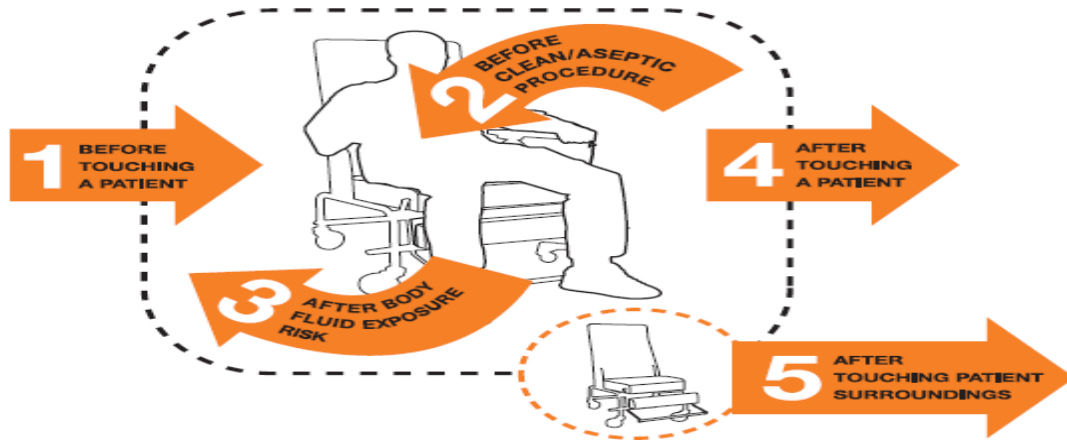 1
BEFORE
TOUCHING
A PATIENT
2
BEFORE
CLEAN/ASEPTIC
PROCEDURE
3
AFTER BODY
FLUID EXPOSURE
RISK
4
AFTER
TOUCHING
A PATIENT
5
AFTER
TOUCHING PATIENT
SURROUNDINGS